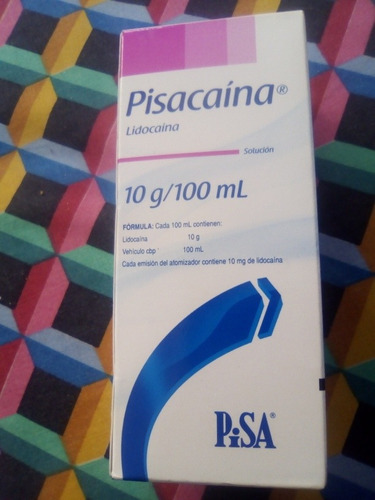 Pisacaína®
Lidocaína
Solución
10 g/100 mL
FÓRMULA: Cada 100 mL contienen:
Lidocaína 10 g
Vehículo cbp 100 mL
Cada emisión del atomizador contiene 10 mg de lidocaína
PiSA®